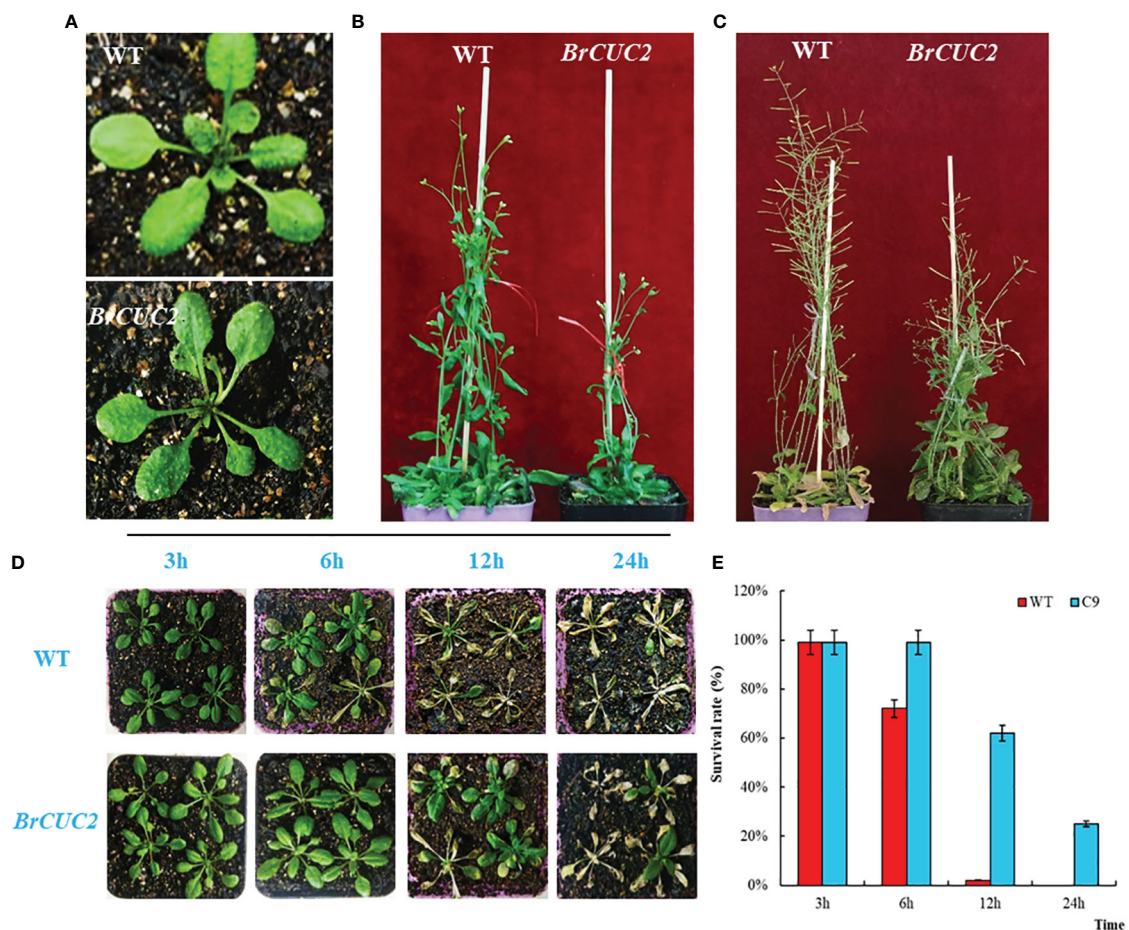 A
WT
BrCUC2
B
WT
BrCUC2
C
WT
BrCUC2
D
3h 6h 12h 24h
WT
BrCUC2
E
WT C9
Survival rate (%)
120%
100%
80%
60%
40%
20%
0%
3h 6h 12h 24h
Time